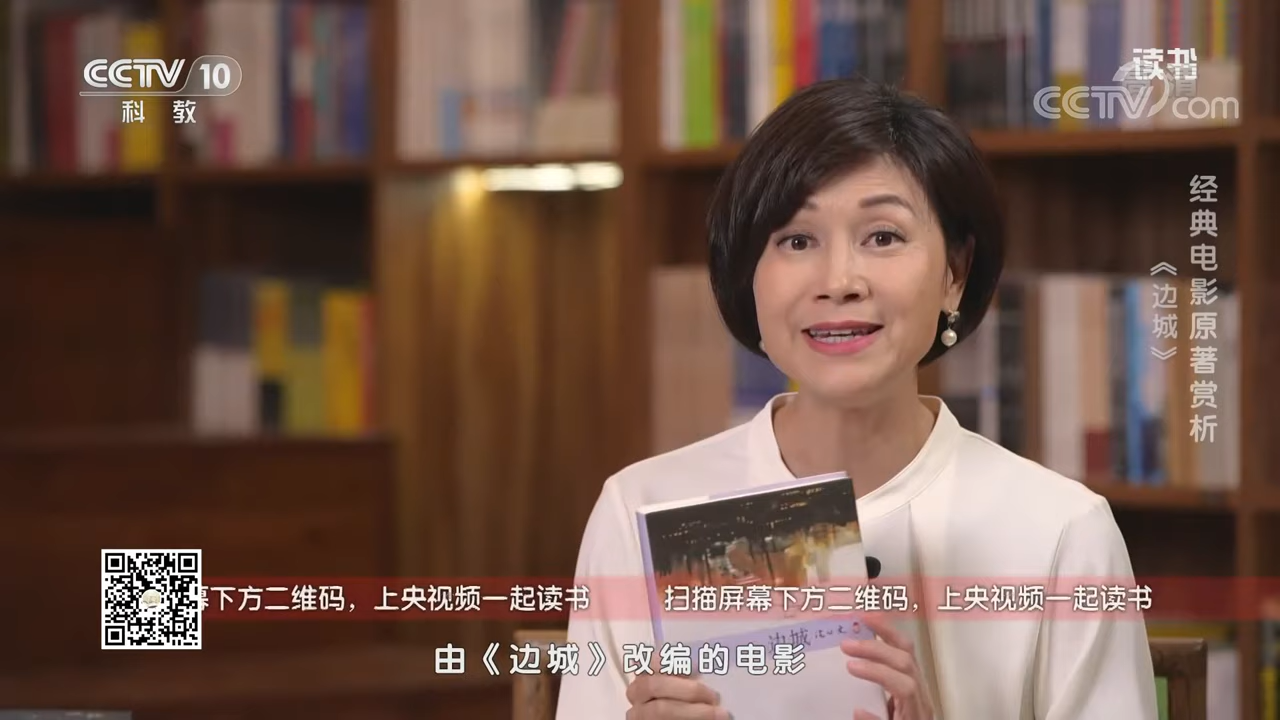 CCTV 10
科教
读书
CCTV.com
经典电影原著赏析
《边城》
幕下方二维码，上央视频一起读书 扫描屏幕下方二维码，上央视频一起读书
边城
由《边城》改编的电影